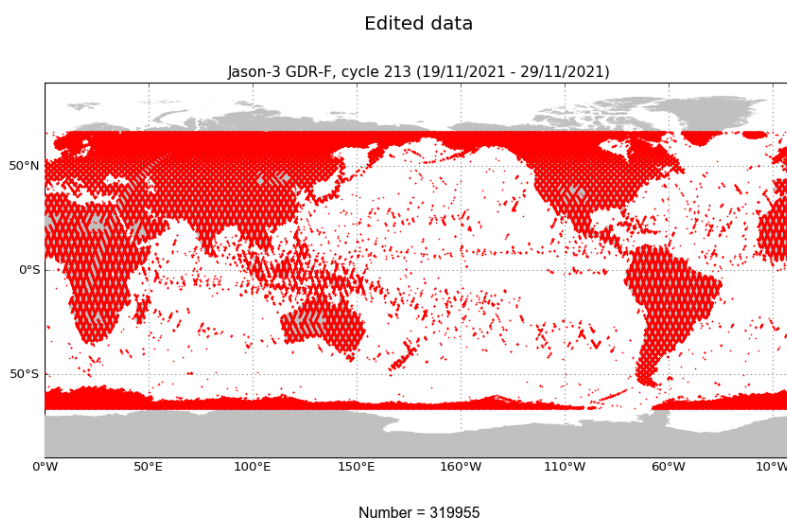 Edited data
Jason-3 GDR-F, cycle 213 (19/11/2021 - 29/11/2021)
50°N
0°S
50°S
0°W 50°E 100°E 150°E 160°W 110°W 60°W 10°W
Number = 319955